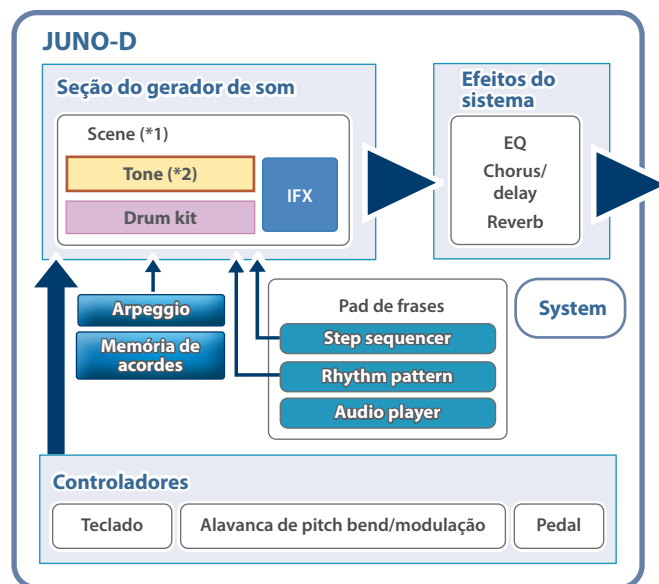 JUNO-D
Seção do gerador de som
Scene (*1)
Tone (*2)
Drum kit
IFX
Efeitos do
sistema
EQ
Chorus/
delay
Reverb
Arpeggio
Memória de
acordes
Pad de frases
Step sequencer
Rhythm pattern
Audio player
System
Controladores
Teclado
Alavanca de pitch bend/modulação
Pedal